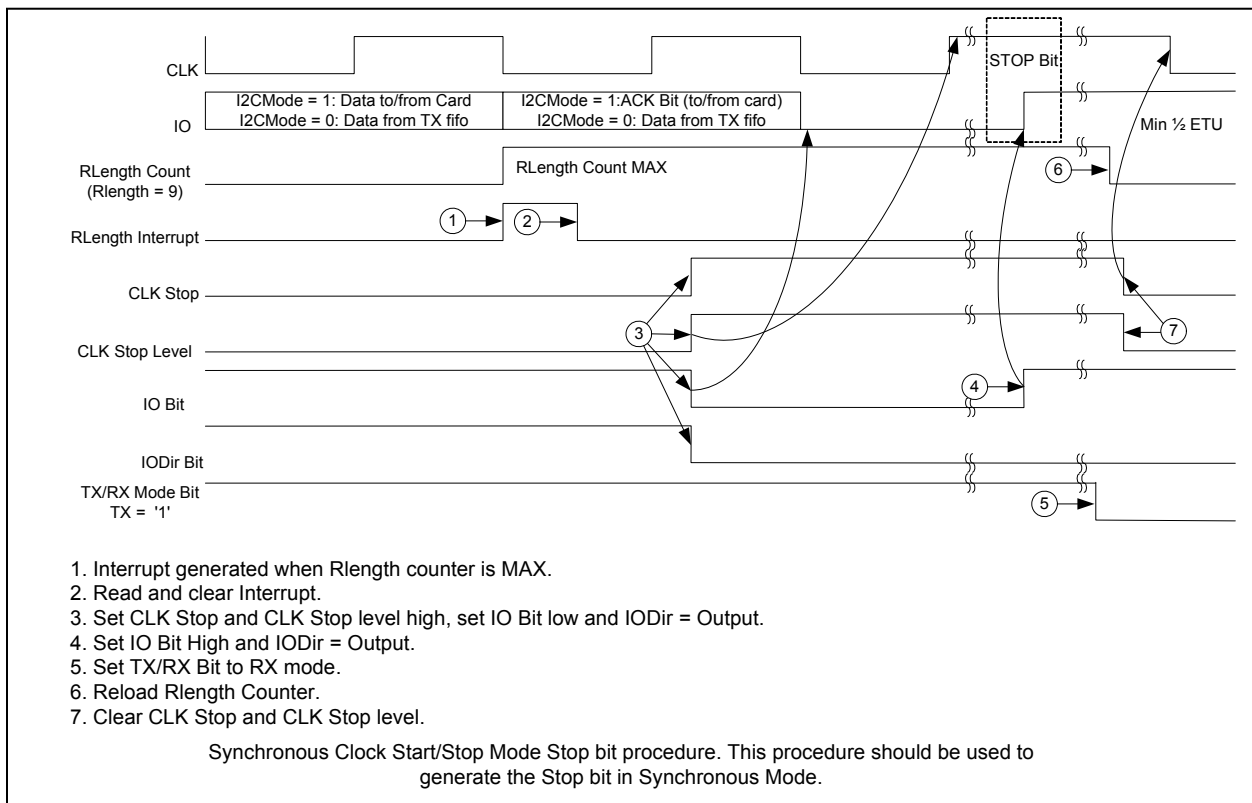 CLK
STOP Bit
I2CMode = 1: Data to/from Card
I2CMode = 0: Data from TX fifo
I2CMode = 1:ACK Bit (to/from card)
I2CMode = 0: Data from TX fifo
IO
Min ½ ETU
RLength Count
(Rlength = 9)
RLength Count MAX
6
1
2
RLength Interrupt
CLK Stop
3
7
CLK Stop Level
4
IO Bit
IODir Bit
TX/RX Mode Bit
TX = '1'
5
1. Interrupt generated when Rlength counter is MAX.
2. Read and clear Interrupt.
3. Set CLK Stop and CLK Stop level high, set IO Bit low and IODir = Output.
4. Set IO Bit High and IODir = Output.
5. Set TX/RX Bit to RX mode.
6. Reload Rlength Counter.
7. Clear CLK Stop and CLK Stop level.
Synchronous Clock Start/Stop Mode Stop bit procedure. This procedure should be used to
generate the Stop bit in Synchronous Mode.